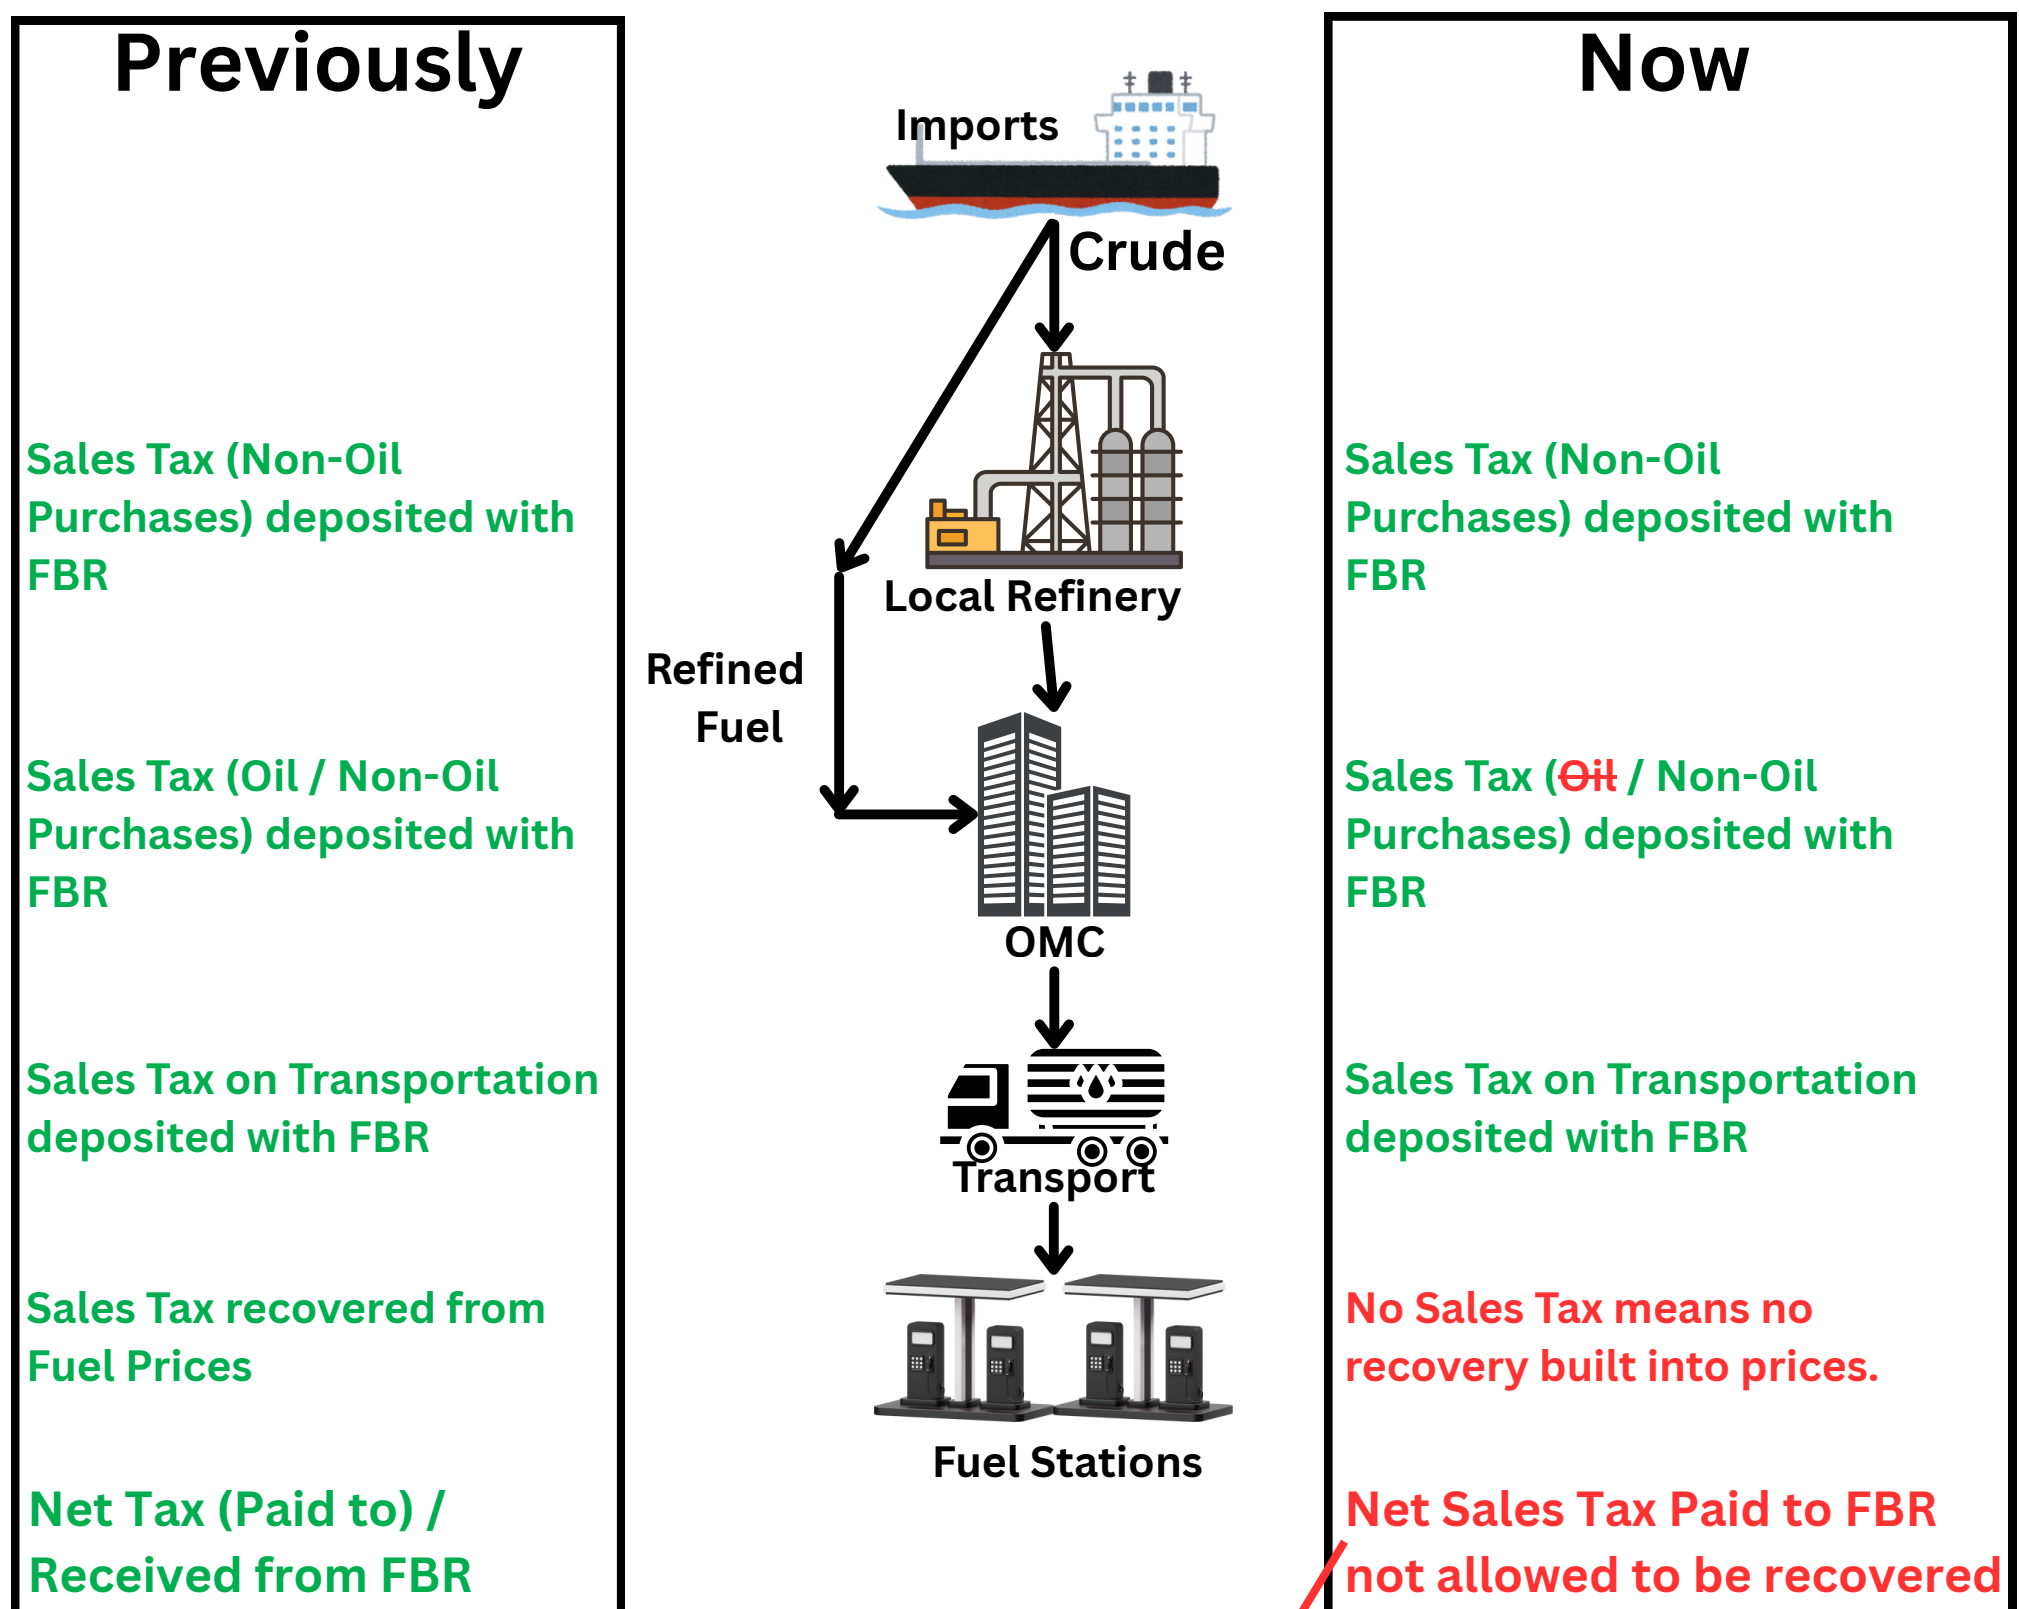 Previously
Sales Tax (Non-Oil
Purchases) deposited with
FBR
Sales Tax (Oil / Non-Oil
Purchases) deposited with
FBR
Sales Tax on Transportation
deposited with FBR
Sales Tax recovered from
Fuel Prices
Net Tax (Paid to) /
Received from FBR
Imports
Crude
Local Refinery
Refined
Fuel
OMC
Transport
Fuel Stations
Now
Sales Tax (Non-Oil
Purchases) deposited with
FBR
Sales Tax (Oil / Non-Oil
Purchases) deposited with
FBR
Sales Tax on Transportation
deposited with FBR
No Sales Tax means no
recovery built into prices.
Net Sales Tax Paid to FBR
not allowed to be recovered